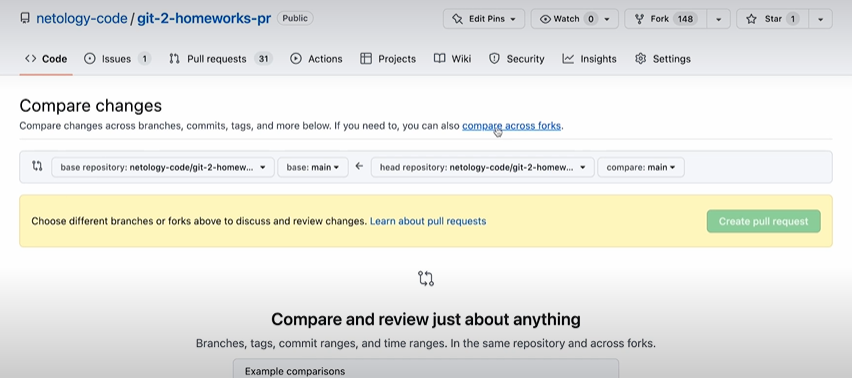 netology-code / git-2-homeworks-pr Public Edit Pins Watch 0 Fork 148 Star 1
Code Issues 1 Pull requests 31 Actions Projects Wiki Security Insights Settings
Compare changes
Compare changes across branches, commits, tags, and more below. If you need to, you can also compare across forks.
base repository: netology-code/git-2-homew... base: main head repository: netology-code/git-2-homew... compare: main
Choose different branches or forks above to discuss and review changes. Learn about pull requests Create pull request
Compare and review just about anything
Branches, tags, commit ranges, and time ranges. In the same repository and across forks.
Example comparisons